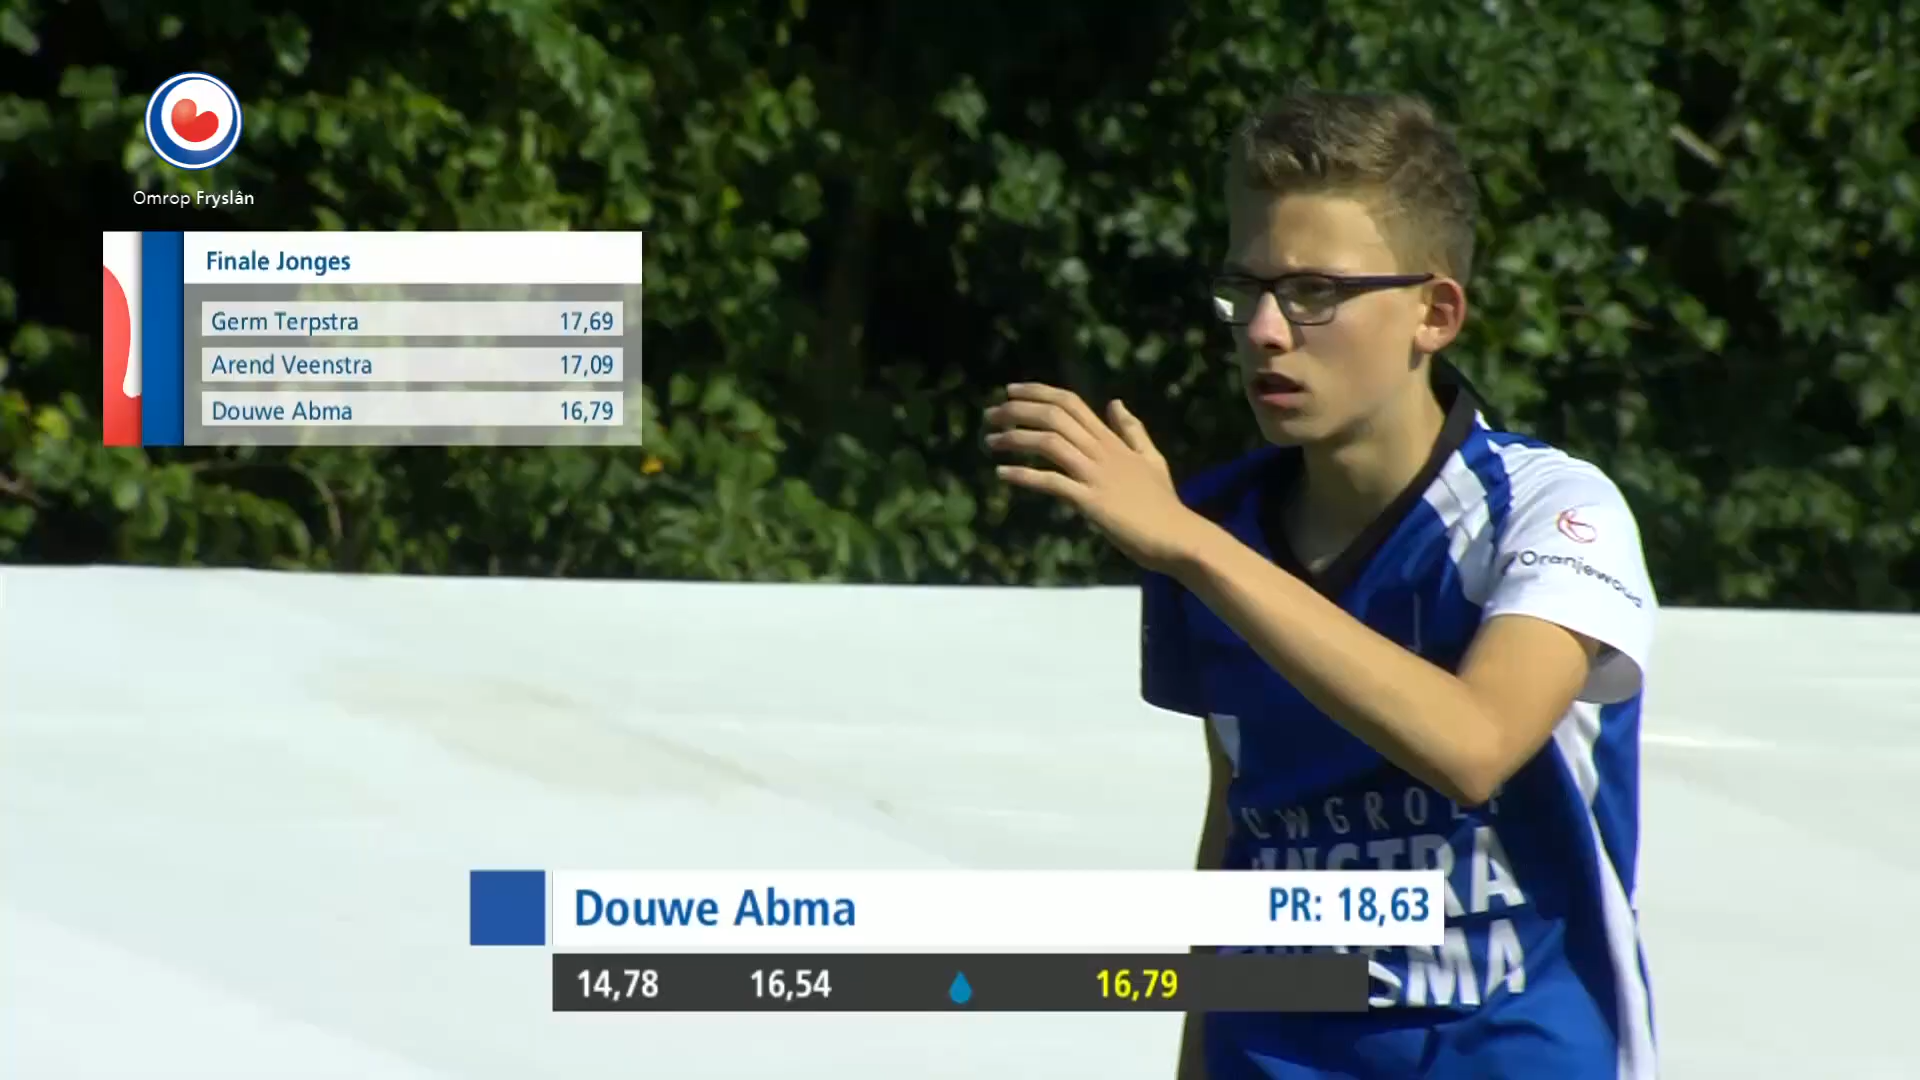 Omrop Fryslân
Finale Jonges
Germ Terpstra 17,69
Arend Veenstra 17,09
Douwe Abma 16,79
Oranjewoud
Douwe Abma PR: 18,63
14,78 16,54 16,79